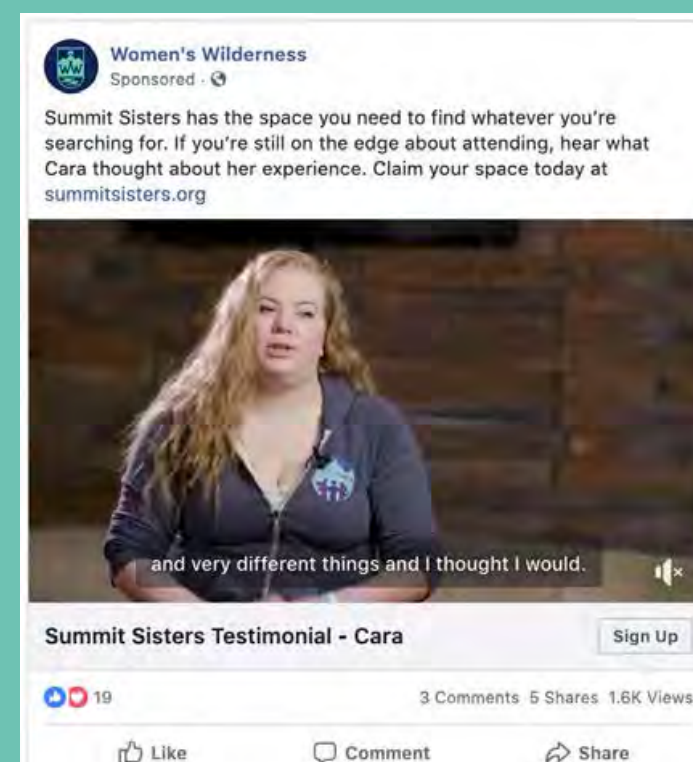 WW
Women's Wilderness
Sponsored ·
Summit Sisters has the space you need to find whatever you're
searching for. If you're still on the edge about attending, hear what
Cara thought about her experience. Claim your space today at
summitsisters.org
and very different things and I thought I would.
Summit Sisters Testimonial - Cara
Sign Up
19
3 Comments 5 Shares 1.6K Views
Like Comment Share